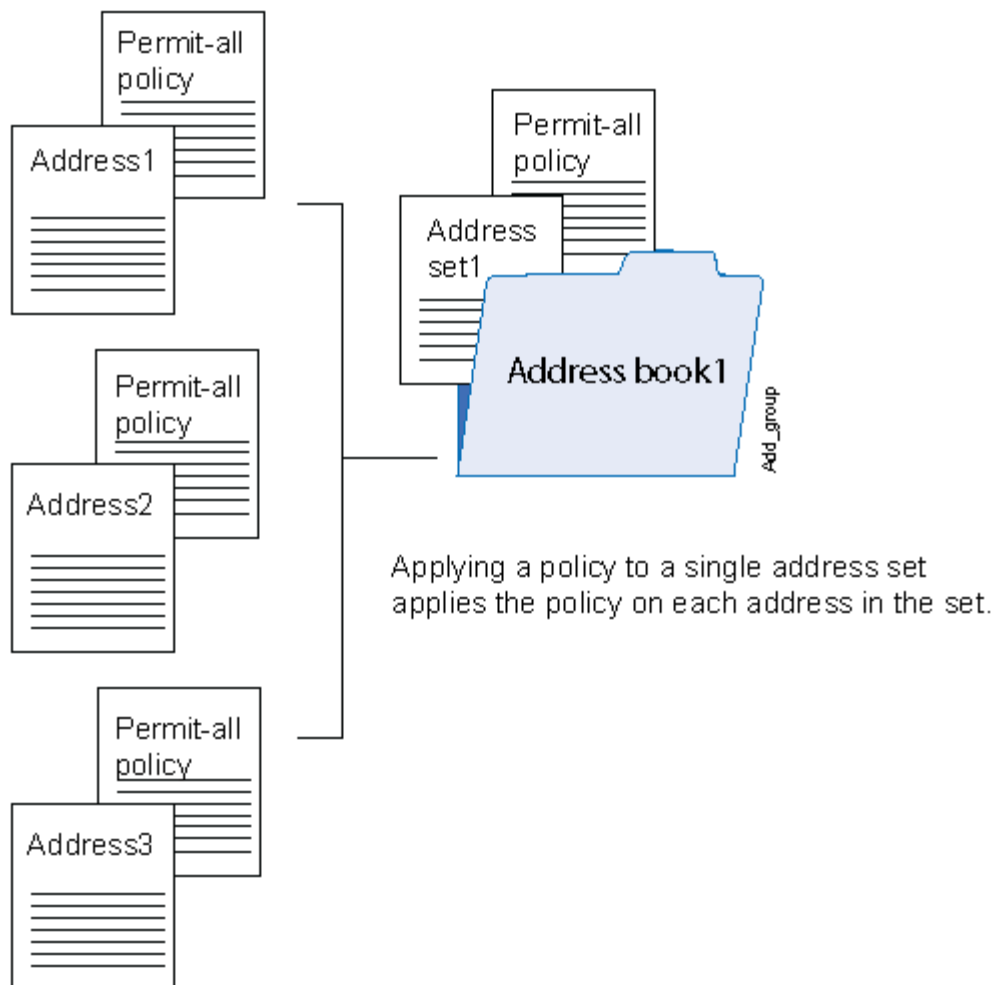 Permit-all
policy
Address1
Permit-all
policy
Address2
Permit-all
policy
Address3
Permit-all
policy
Address
set1
Address book1
Add_group
Applying a policy to a single address set
applies the policy on each address in the set.